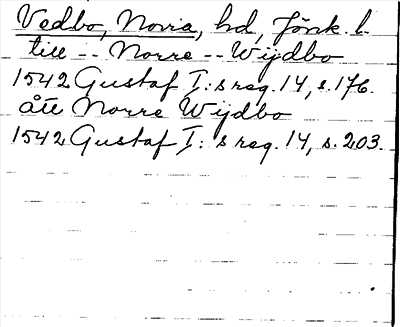 Vedbo, Norra, hd, Jönk. l.
till -- Norre -- Wijdbo
1542 Gustaf I:s reg. 14, s. 176.
ått Norre Wijdbo
1542 Gustaf I:s reg. 14, s. 203.